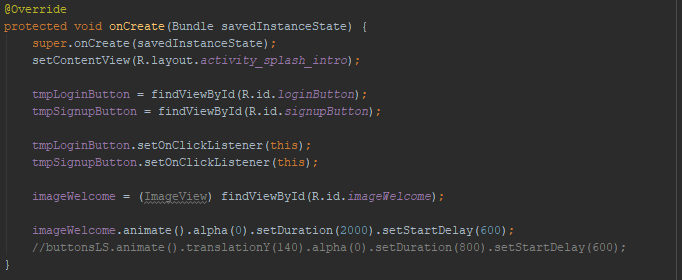 @Override
protected void onCreate(Bundle savedInstanceState) {
super.onCreate(savedInstanceState);
setContentView(R.layout.activity_splash_intro);
tmpLoginButton = findViewById(R.id.loginButton);
tmpSignupButton = findViewById(R.id.signupButton);
tmpLoginButton.setOnClickListener(this);
tmpSignupButton.setOnClickListener(this);
imageWelcome = (ImageView) findViewById(R.id.imageWelcome);
imageWelcome.animate().alpha(0).setDuration(2000).setStartDelay(600);
//buttonsLS.animate().translationY(140).alpha(0).setDuration(800).setStartDelay(600);
}